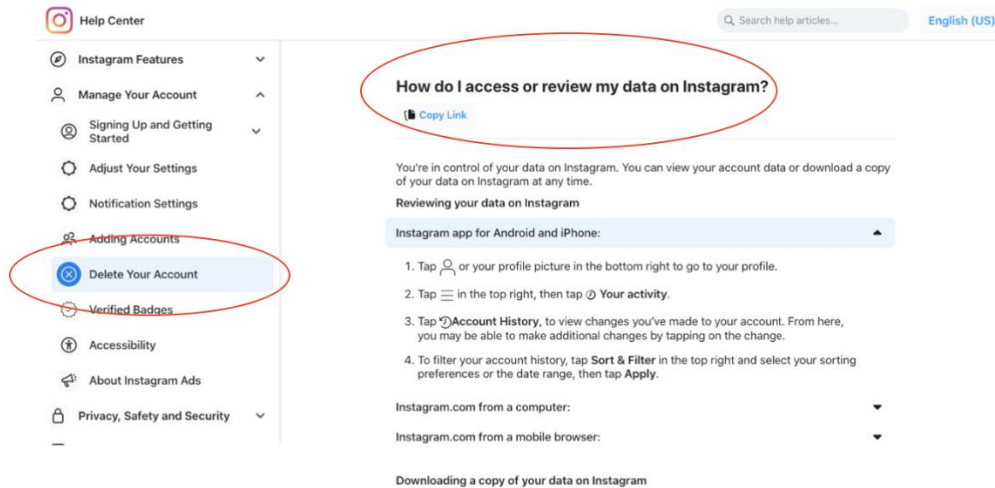 Help Center
Search help articles...
English (US)
Instagram Features
Manage Your Account
Signing Up and Getting
Started
Adjust Your Settings
Notification Settings
Adding Accounts
Delete Your Account
Verified Badges
Accessibility
About Instagram Ads
Privacy, Safety and Security
How do I access or review my data on Instagram?
Copy Link
You're in control of your data on Instagram. You can view your account data or download a copy
of your data on Instagram at any time.
Reviewing your data on Instagram
Instagram app for Android and iPhone:
1. Tap or your profile picture in the bottom right to go to your profile.
2. Tap in the top right, then tap Your activity.
3. Tap Account History, to view changes you've made to your account. From here,
you may be able to make additional changes by tapping on the change.
4. To filter your account history, tap Sort & Filter in the top right and select your sorting
preferences or the date range, then tap Apply.
Instagram.com from a computer:
Instagram.com from a mobile browser:
Downloading a copy of your data on Instagram